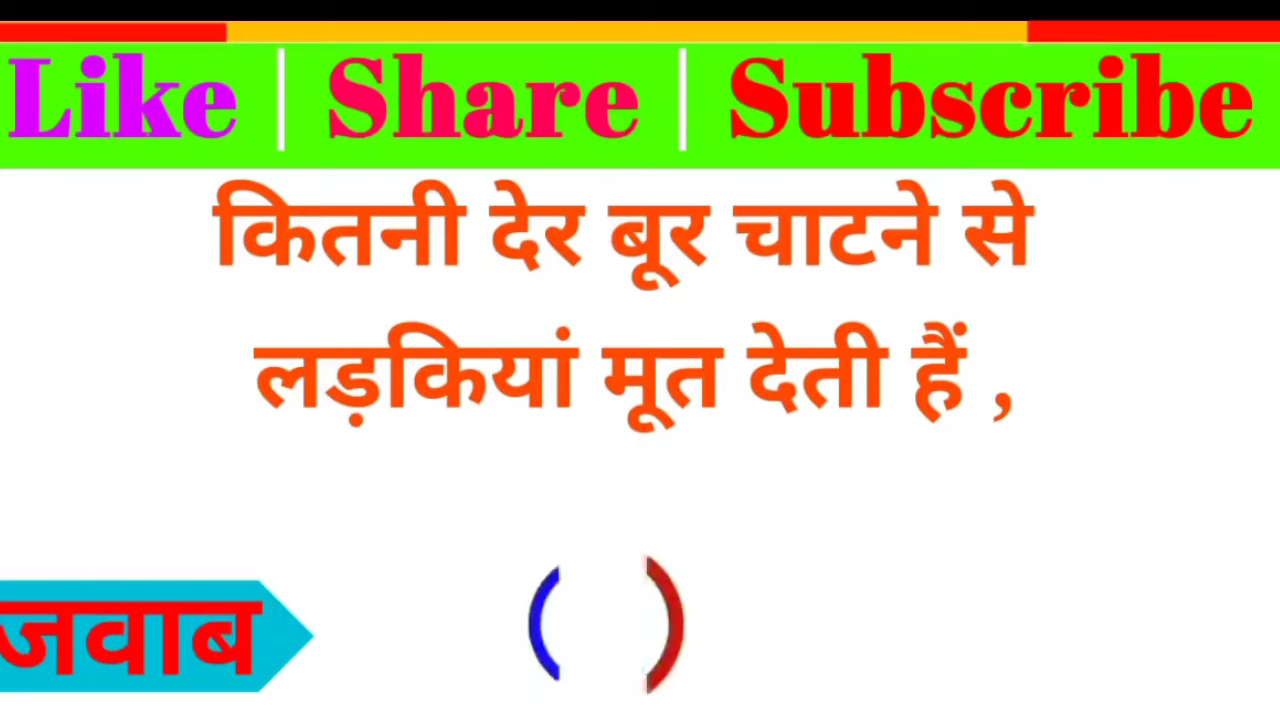 Like | Share | Subscribe
कितनी देर बूर चाटने से
लड़कियां मूत देती हैं ,
जवाब